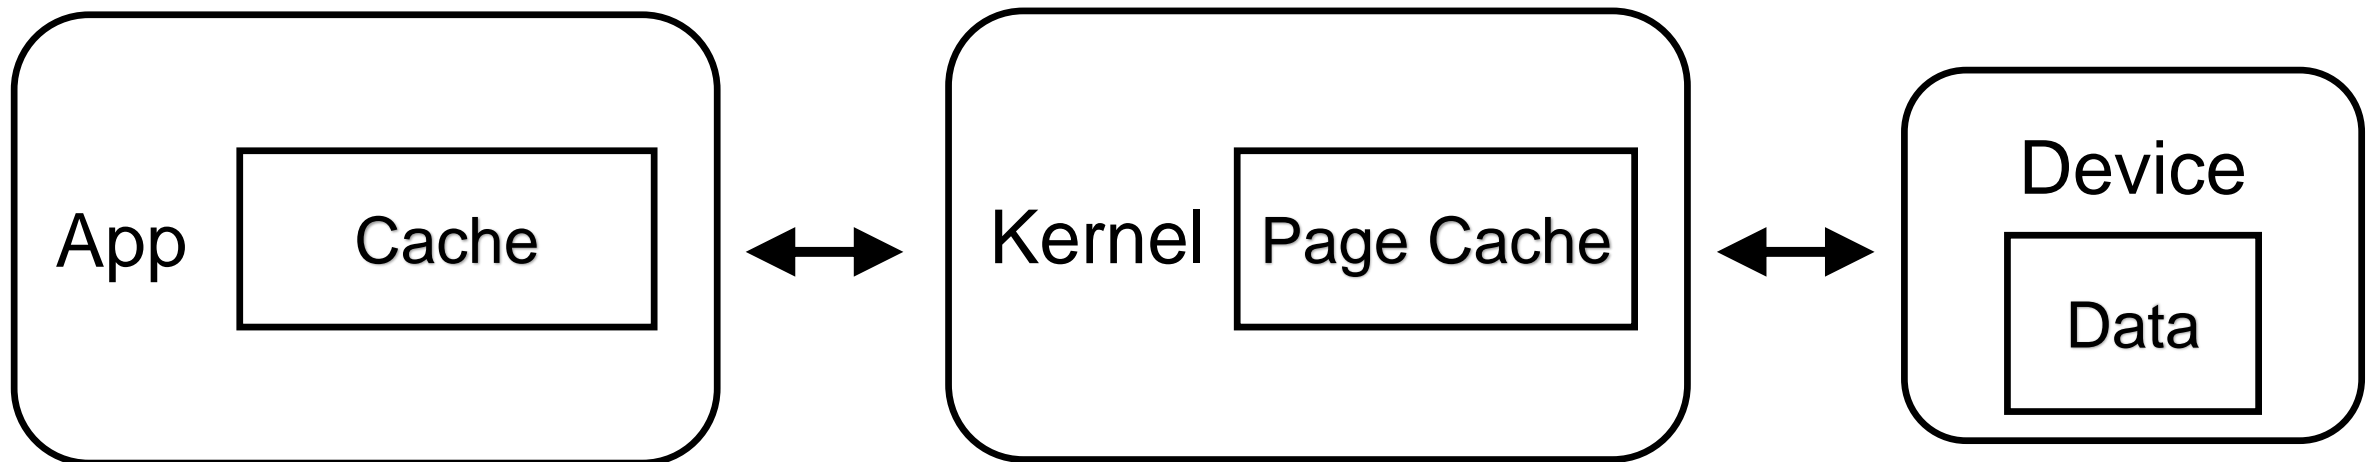 App
Cache
Kernel
Page Cache
Device
Data